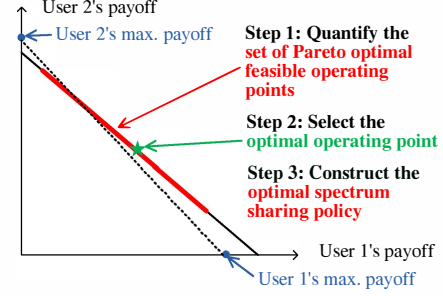 User 2's payoff
User 2's max. payoff
Step 1: Quantify the
set of Pareto optimal
feasible operating
points
Step 2: Select the
optimal operating point
Step 3: Construct the
optimal spectrum
sharing policy
User 1's payoff
User 1's max. payoff